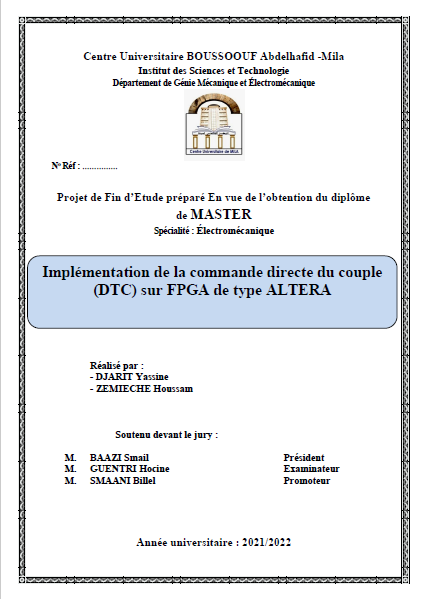 Centre Universitaire BOUSSOOUF Abdelhafid -Mila
Institut des Sciences et Technologie
Département de Génie Mécanique et Électromécanique
Centre Universitaire de MILA
N° Réf : ……………
Projet de Fin d’Etude préparé En vue de l’obtention du diplôme
de MASTER
Spécialité : Électromécanique
Implémentation de la commande directe du couple
(DTC) sur FPGA de type ALTERA
Réalisé par :
- DJARIT Yassine
- ZEMIECHE Houssam
Soutenu devant le jury :
M. BAAZI Smail Président
M. GUENTRI Hocine Examinateur
M. SMAANI Billel Promoteur
Année universitaire : 2021/2022